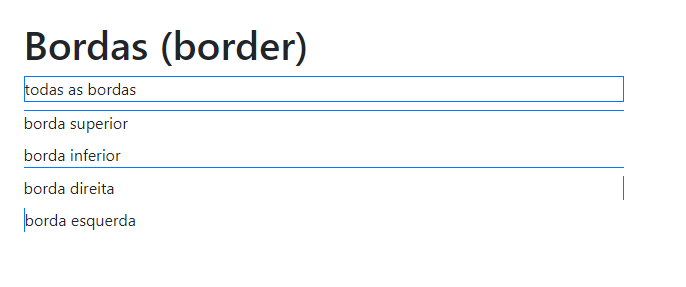 Bordas (border)
todas as bordas
borda superior
borda inferior
borda direita
borda esquerda